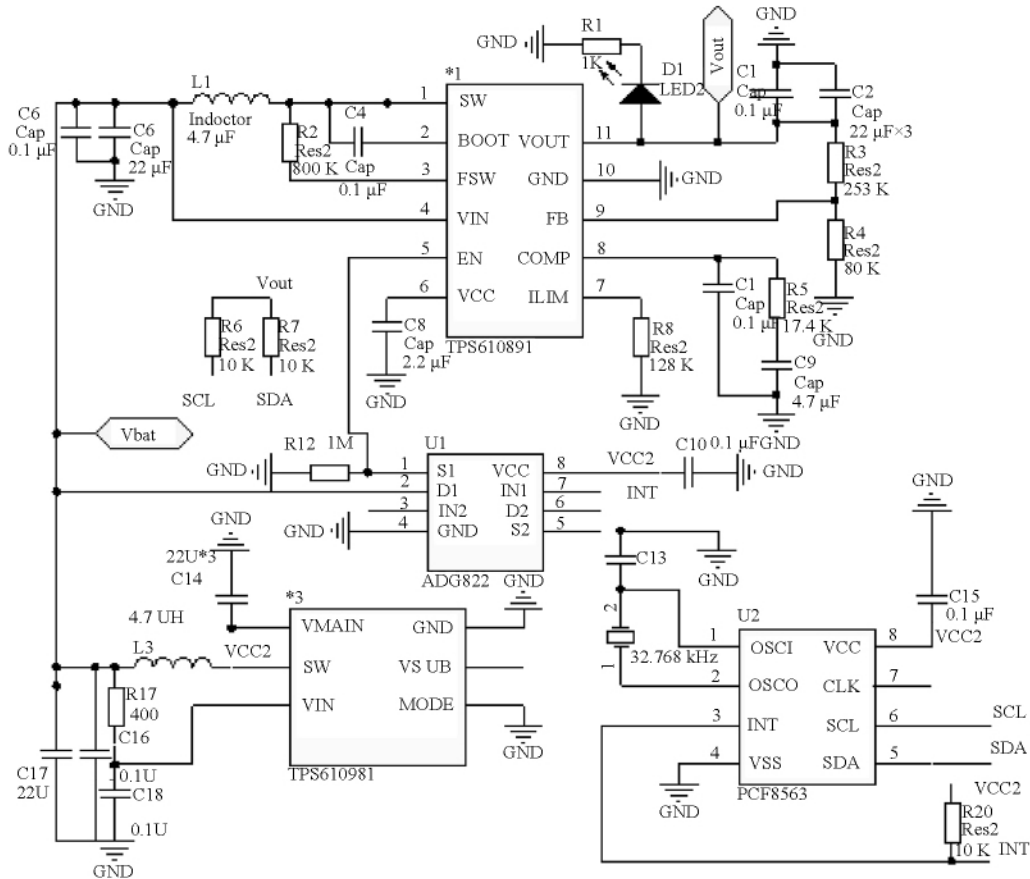 GND
R1
1K
D1
LED2
Vout
GND
C1
Cap
0.1 μF
C2
Cap
22 μF×3
R3
Res2
253 K
R4
Res2
80 K
GND
*1
L1
Indoctor
4.7 μF
C6
Cap
0.1 μF
C6
Cap
22 μF
GND
R2
Res2
800 K
C4
Cap
0.1 μF
1 SW
2 BOOT
3 FSW
4 VIN
5 EN
6 VCC
VOUT 11
GND 10
FB 9
COMP 8
ILIM 7
TPS610891
GND
C1
Cap
0.1 μF
R5
Res2
17.4 K
C9
Cap
4.7 μF
GND
R8
Res2
128 K
GND
C8
Cap
2.2 μF
GND
Vout
R6
Res2
10 K
R7
Res2
10 K
SCL
SDA
Vbat
GND
R12
1M
U1
1 S1
2 D1
3 IN2
4 GND
VCC 8
IN1 7
D2 6
S2 5
ADG822
GND
VCC2
INT
C10
0.1 μF
GND
GND
22U*3
C14
*3
VMAIN
SW
VIN
GND
VS UB
MODE
TPS610981
GND
GND
4.7 UH
L3
VCC2
R17
400
C16
0.1U
C17
22U
C18
0.1U
GND
C13
GND
2
1
32.768 kHz
U2
1 OSCI
2 OSCO
3 INT
4 VSS
VCC 8
CLK 7
SCL 6
SDA 5
PCF8563
GND
GND
C15
0.1 μF
VCC2
SCL
SDA
VCC2
R20
Res2
10 K
INT